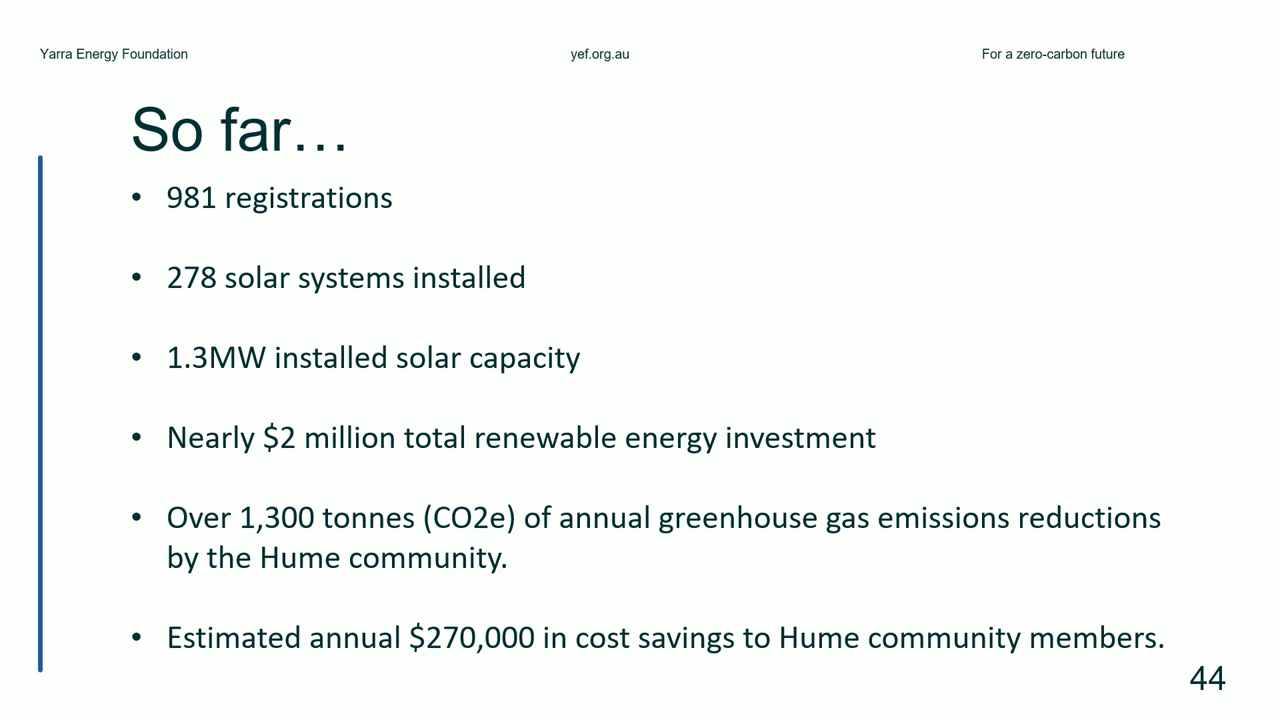 Yarra Energy Foundation
yef.org.au
For a zero-carbon future
So far…
• 981 registrations
• 278 solar systems installed
• 1.3MW installed solar capacity
• Nearly $2 million total renewable energy investment
• Over 1,300 tonnes (CO2e) of annual greenhouse gas emissions reductions
by the Hume community.
• Estimated annual $270,000 in cost savings to Hume community members.
44